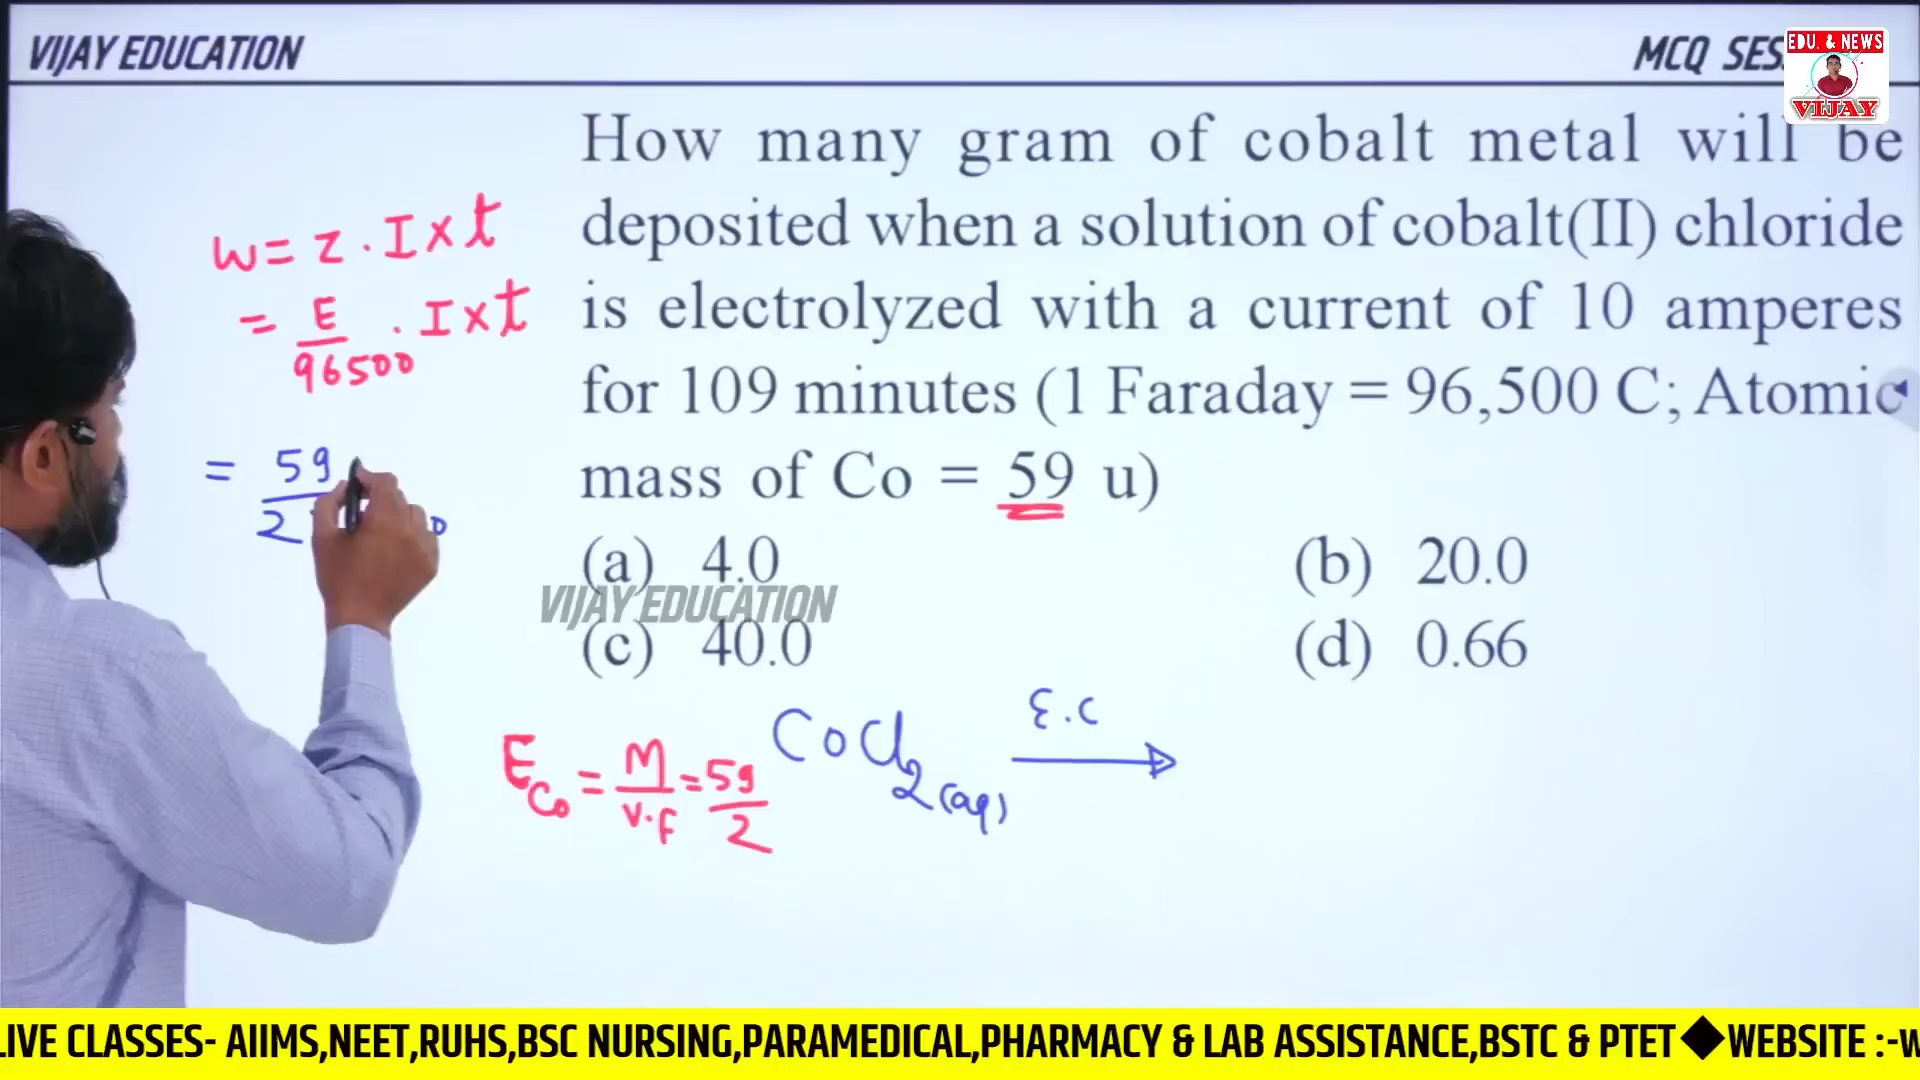 VIJAY EDUCATION
MCQ SES
EDU. & NEWS
VIJAY
How many gram of cobalt metal will be
deposited when a solution of cobalt(II) chloride
is electrolyzed with a current of 10 amperes
for 109 minutes (1 Faraday = 96,500 C; Atomic
mass of Co = 59 u)
(a) 4.0
(b) 20.0
(c) 40.0
(d) 0.66
VIJAY EDUCATION
W = Z . I x t
= E / 96500 . I x t
= 59 / 2
E Co = M / V.F = 59 / 2
CoCl2(aq) E.C
LIVE CLASSES- AIIMS,NEET,RUHS,BSC NURSING,PARAMEDICAL,PHARMACY & LAB ASSISTANCE,BSTC & PTET◆WEBSITE :-w